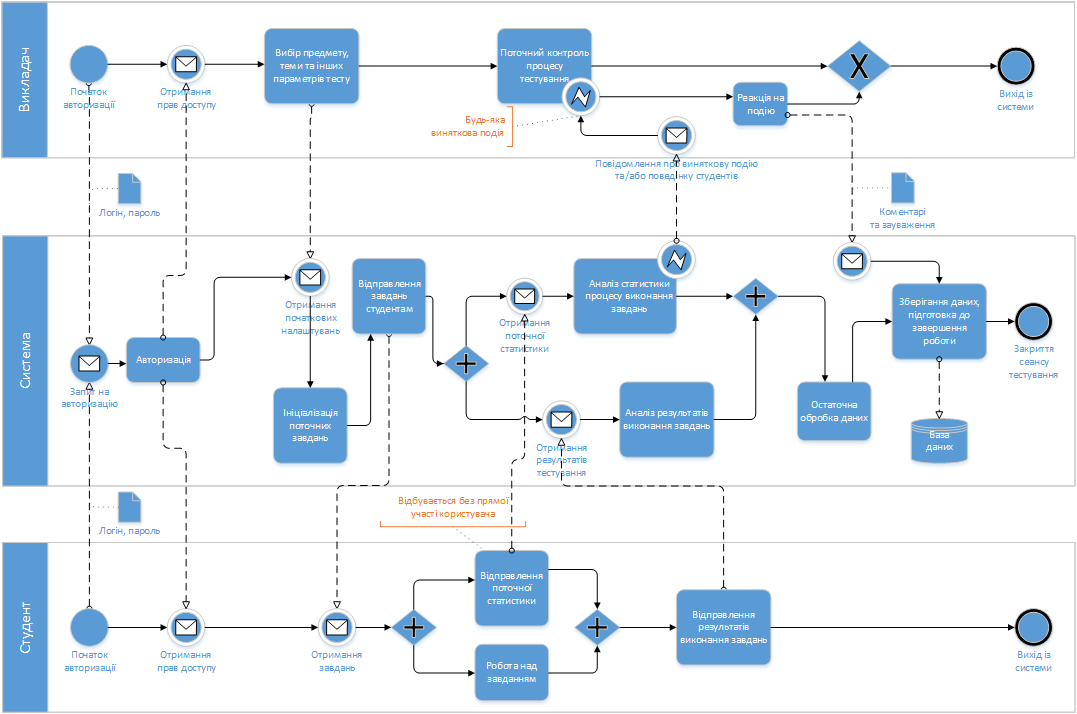 Викладач
Початок
авторизації
Отримання
прав доступу
Вибір предмету,
теми та інших
параметрів тесту
Поточний контроль
процесу
тестування
Реакція на
подію
Вихід із
системи
Будь-яка
виняткова подія
Повідомлення про виняткову подію
та/або поведінку студентів
Логін, пароль
Коментарі
та зауваження
Система
Запит на
авторизацію
Авторизація
Отримання
початкових
налаштувань
Ініціалізація
поточних
завдань
Відправлення
завдань
студентам
Отримання
поточної
статистики
Аналіз статистики
процесу виконання
завдань
Отримання
результатів
тестування
Аналіз результатів
виконання завдань
Остаточна
обробка даних
Зберігання даних,
підготовка до
завершення
роботи
База
даних
Закриття
сеансу
тестування
Логін, пароль
Відбувається без прямої
участі користувача
Студент
Початок
авторизації
Отримання
прав доступу
Отримання
завдань
Відправлення
поточної
статистики
Робота над
завданням
Відправлення
результатів
виконання завдань
Вихід із
системи